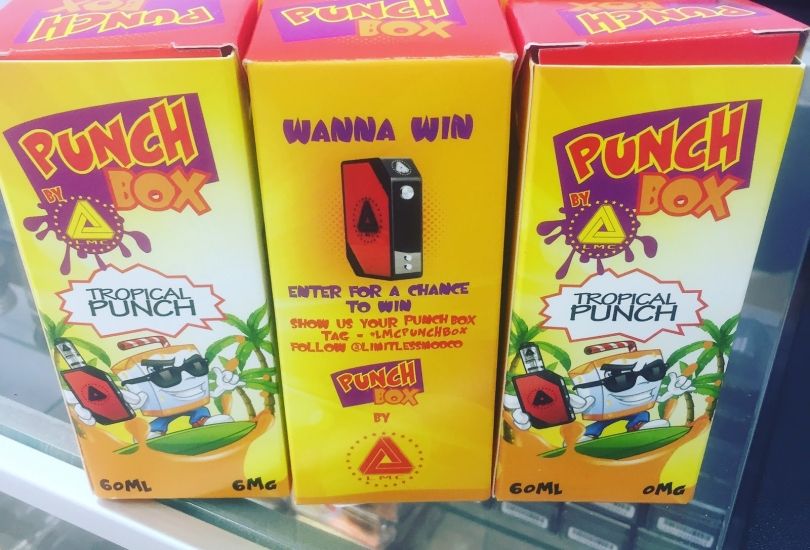 PUNCH
BOX
PUNCH
BOX
PUNCH
BOX
PUNCH
BOX
BY
LMC
TROPICAL
PUNCH
60ML 6MG
WANNA WIN
ENTER FOR A CHANCE
TO WIN
SHOW US YOUR PUNCHBOX
TAG - #LMCPUNCHBOX
FOLLOW @LIMITLESSMODCO
PUNCH
BOX
BY
LMC
PUNCH
BOX
BY
LMC
TROPICAL
PUNCH
60ML 0MG